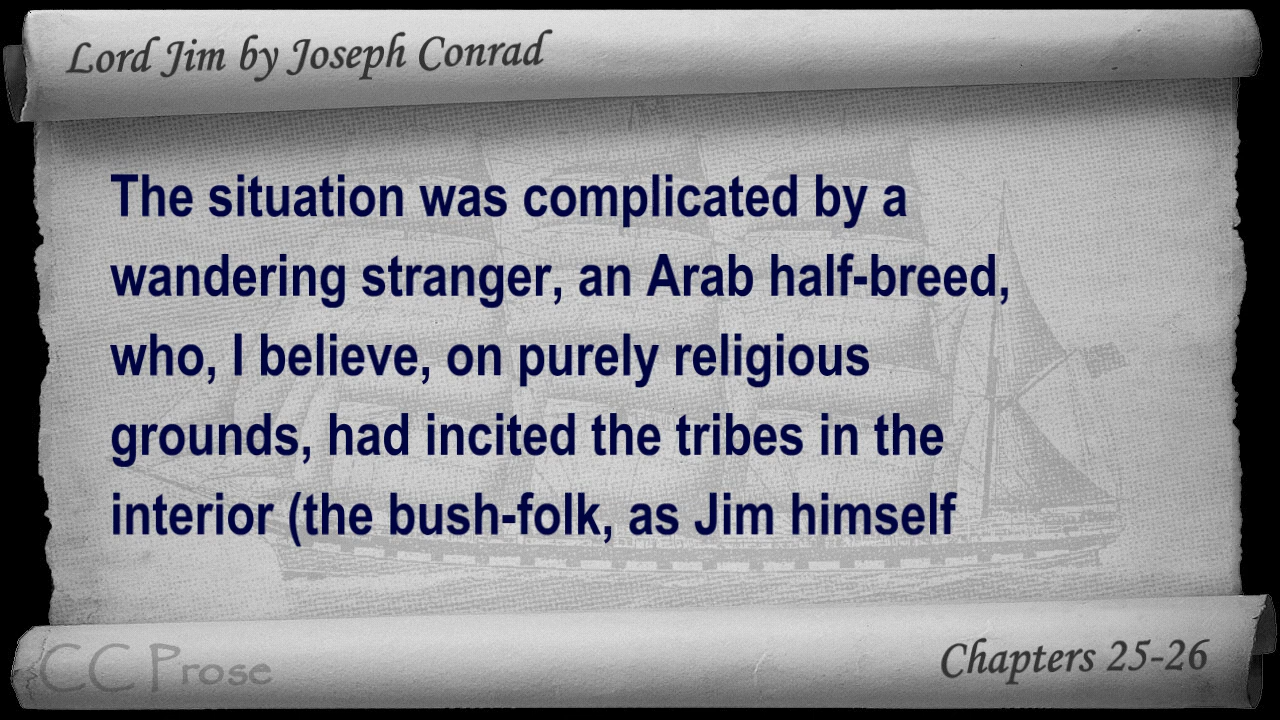 Lord Jim by Joseph Conrad
The situation was complicated by a
wandering stranger, an Arab half-breed,
who, I believe, on purely religious
grounds, had incited the tribes in the
interior (the bush-folk, as Jim himself
CC Prose
Chapters 25-26